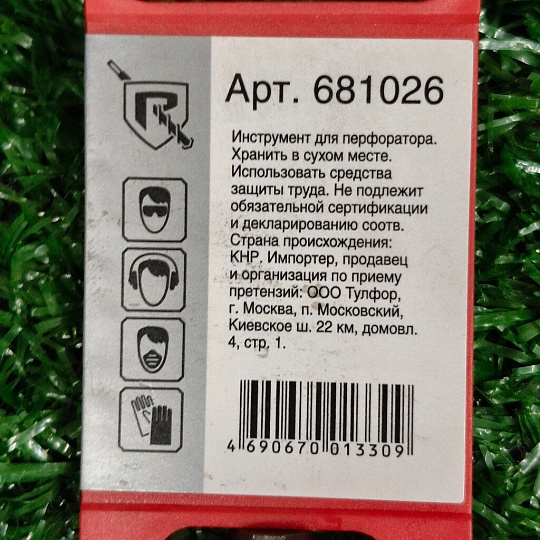 Арт. 681026
Инструмент для перфоратора.
Хранить в сухом месте.
Использовать средства
защиты труда. Не подлежит
обязательной сертификации
и декларированию соотв.
Страна происхождения:
КНР. Импортер, продавец
и организация по приему
претензий: ООО Тулфор,
г. Москва, п. Московский,
Киевское ш. 22 км, домовл.
4, стр. 1.
4 690670 013309